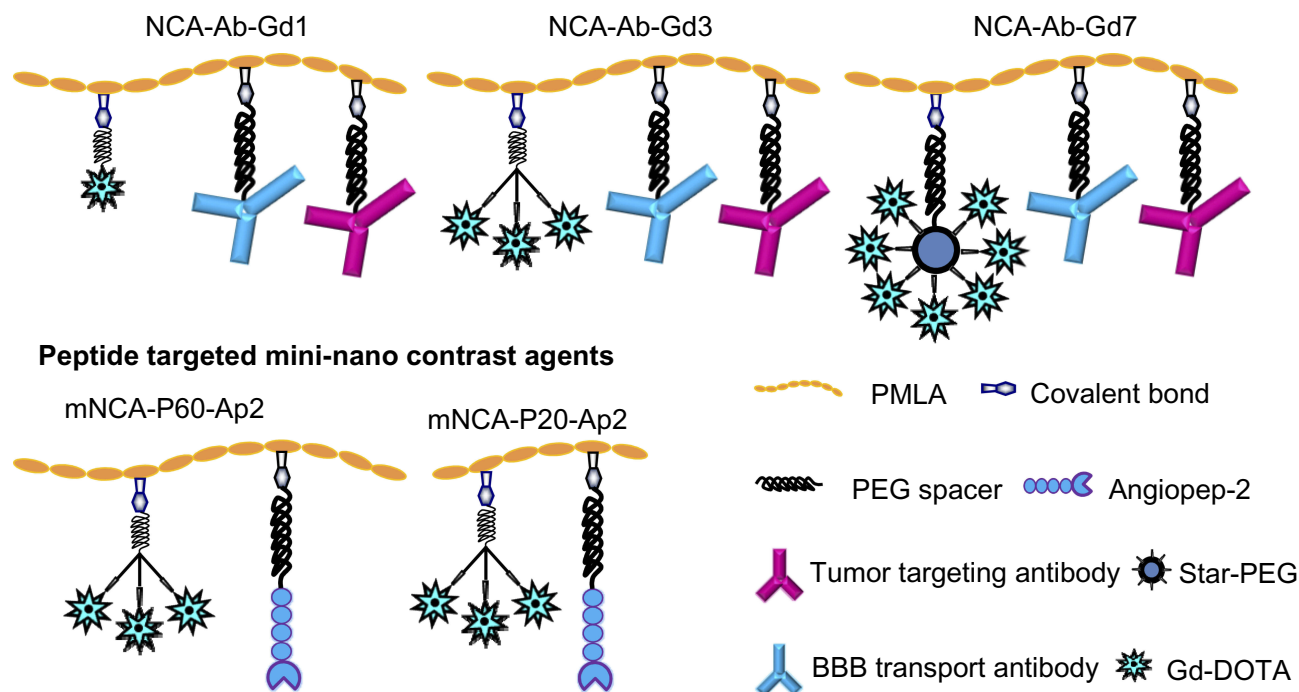 NCA-Ab-Gd1
NCA-Ab-Gd3
NCA-Ab-Gd7
Peptide targeted mini-nano contrast agents
mNCA-P60-Ap2
mNCA-P20-Ap2
PMLA
Covalent bond
PEG spacer
Angiopep-2
Tumor targeting antibody
Star-PEG
BBB transport antibody
Gd-DOTA